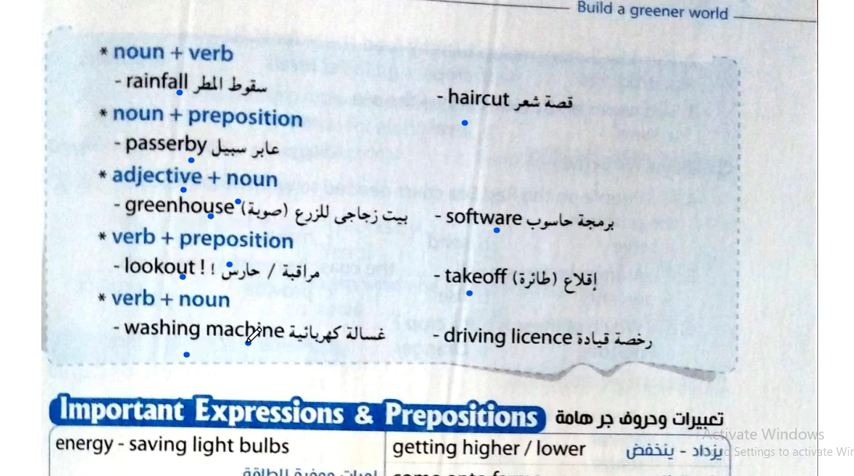 Build a greener world
* noun + verb
- rainfall سقوط المطر
- haircut قصة شعر
* noun + preposition
- passerby عابر سبيل
* adjective + noun
- greenhouse بيت زجاجى للزرع (صوبة)
- software برمجة حاسوب
* verb + preposition
- lookout ! مراقبة / حارس !
- takeoff إقلاع (طائرة)
* verb + noun
- washing machine غسالة كهربائية
- driving licence رخصة قيادة
Important Expressions & Prepositions تعبيرات وحروف جر هامة
energy - saving light bulbs
getting higher / lower يزداد - ينخفض
Activate Windows
Settings to activate